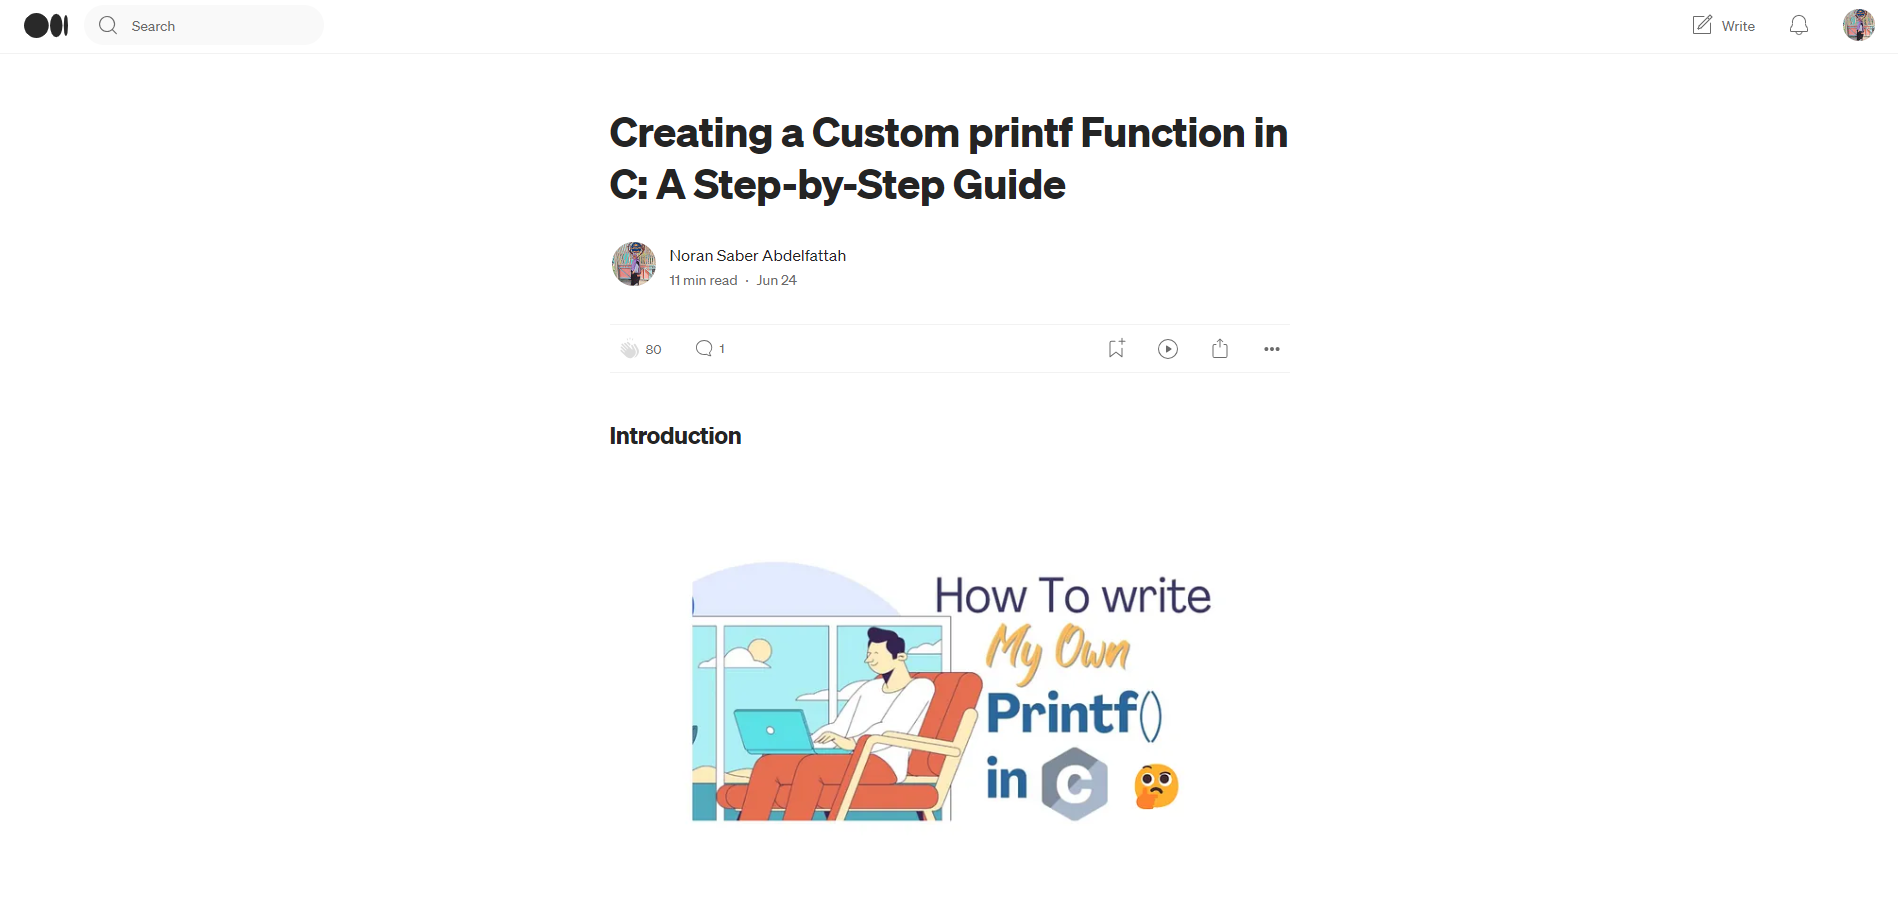 Search
Write
Creating a Custom printf Function in
C: A Step-by-Step Guide
Noran Saber Abdelfattah
11 min read · Jun 24
80
1
Introduction
How To write
My Own
Printf()
in C